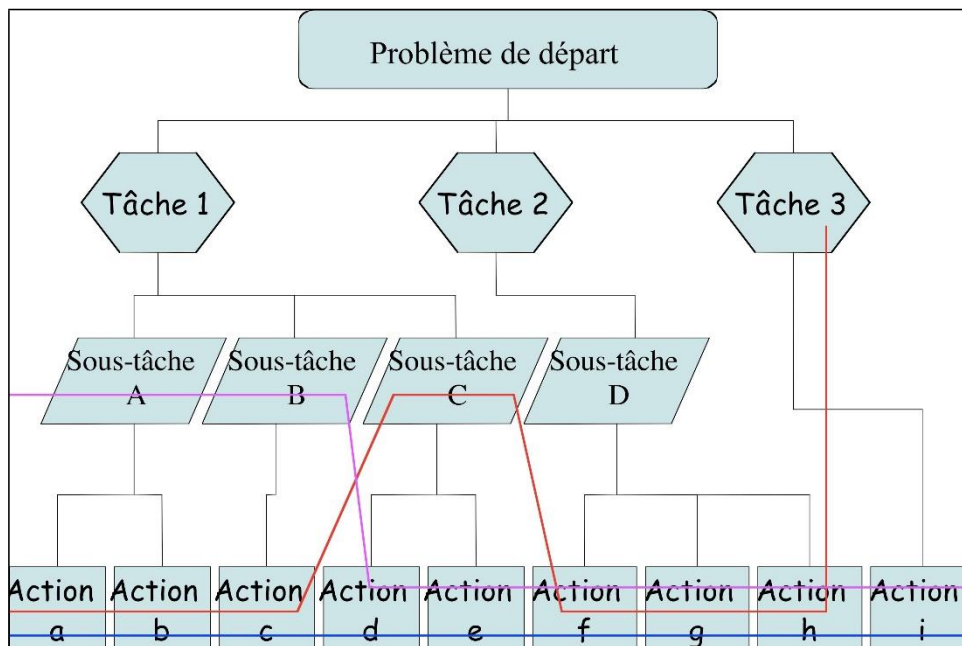 Problème de départ
Tâche 1
Tâche 2
Tâche 3
Sous-tâche
A
Sous-tâche
B
Sous-tâche
C
Sous-tâche
D
Action
a
Action
b
Action
c
Action
d
Action
e
Action
f
Action
g
Action
h
Action
i